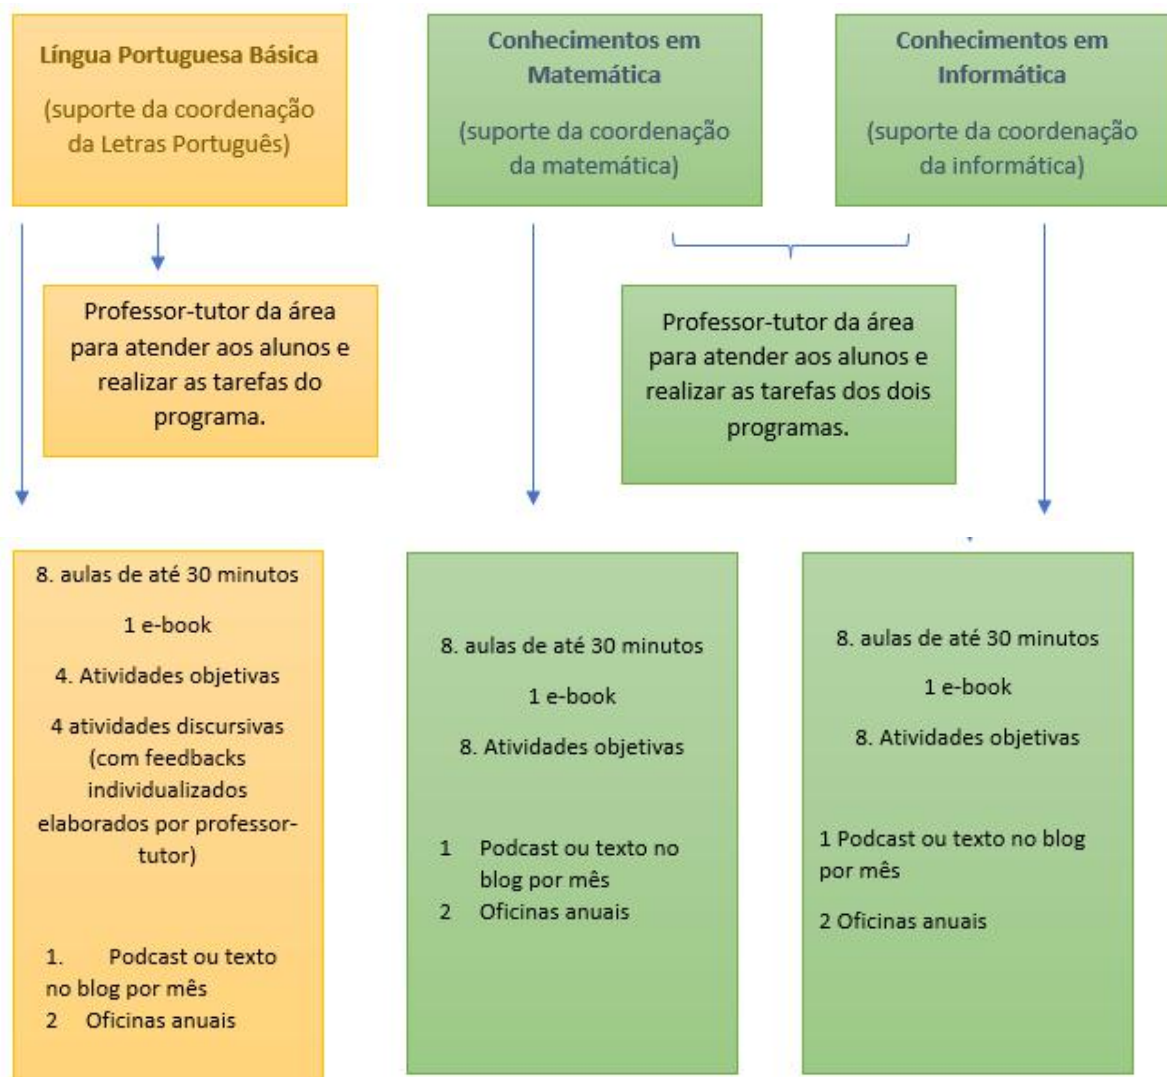 Língua Portuguesa Básica
(suporte da coordenação
da Letras Português)
Conhecimentos em
Matemática
(suporte da coordenação
da matemática)
Conhecimentos em
Informática
(suporte da coordenação
da informática)
Professor-tutor da área
para atender aos alunos e
realizar as tarefas do
programa.
Professor-tutor da área
para atender aos alunos e
realizar as tarefas dos dois
programas.
8. aulas de até 30 minutos
1 e-book
4. Atividades objetivas
4 atividades discursivas
(com feedbacks
individualizados
elaborados por professor-
tutor)
1. Podcast ou texto
no blog por mês
2 Oficinas anuais
8. aulas de até 30 minutos
1 e-book
8. Atividades objetivas
1 Podcast ou texto no
blog por mês
2 Oficinas anuais
8. aulas de até 30 minutos
1 e-book
8. Atividades objetivas
1 Podcast ou texto no blog
por mês
2 Oficinas anuais